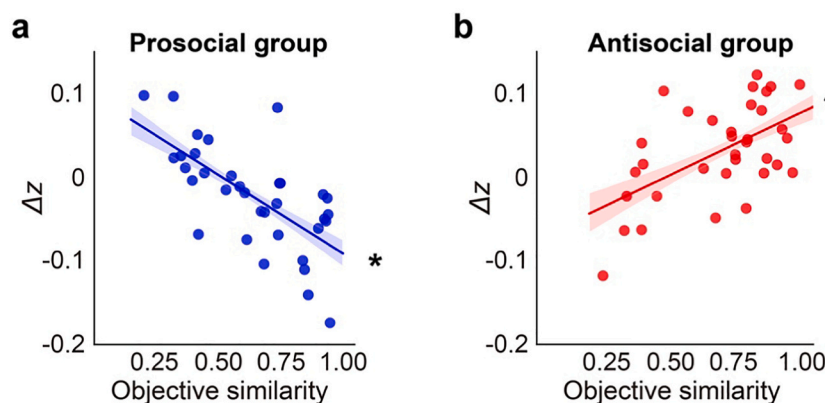 a
Prosocial group
Δz
0.1
0
-0.1
-0.2
*
0.25 0.50 0.75 1.00
Objective similarity
b
Antisocial group
Δz
0.1
0
-0.1
-0.2
0.25 0.50 0.75 1.00
Objective similarity